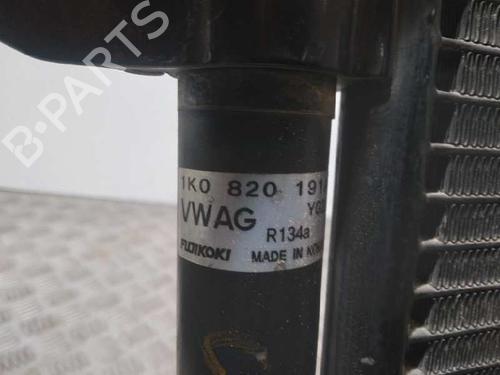 B-PARTS
1K0 820 191
VWAG
R134a
FUJIKOKI MADE IN